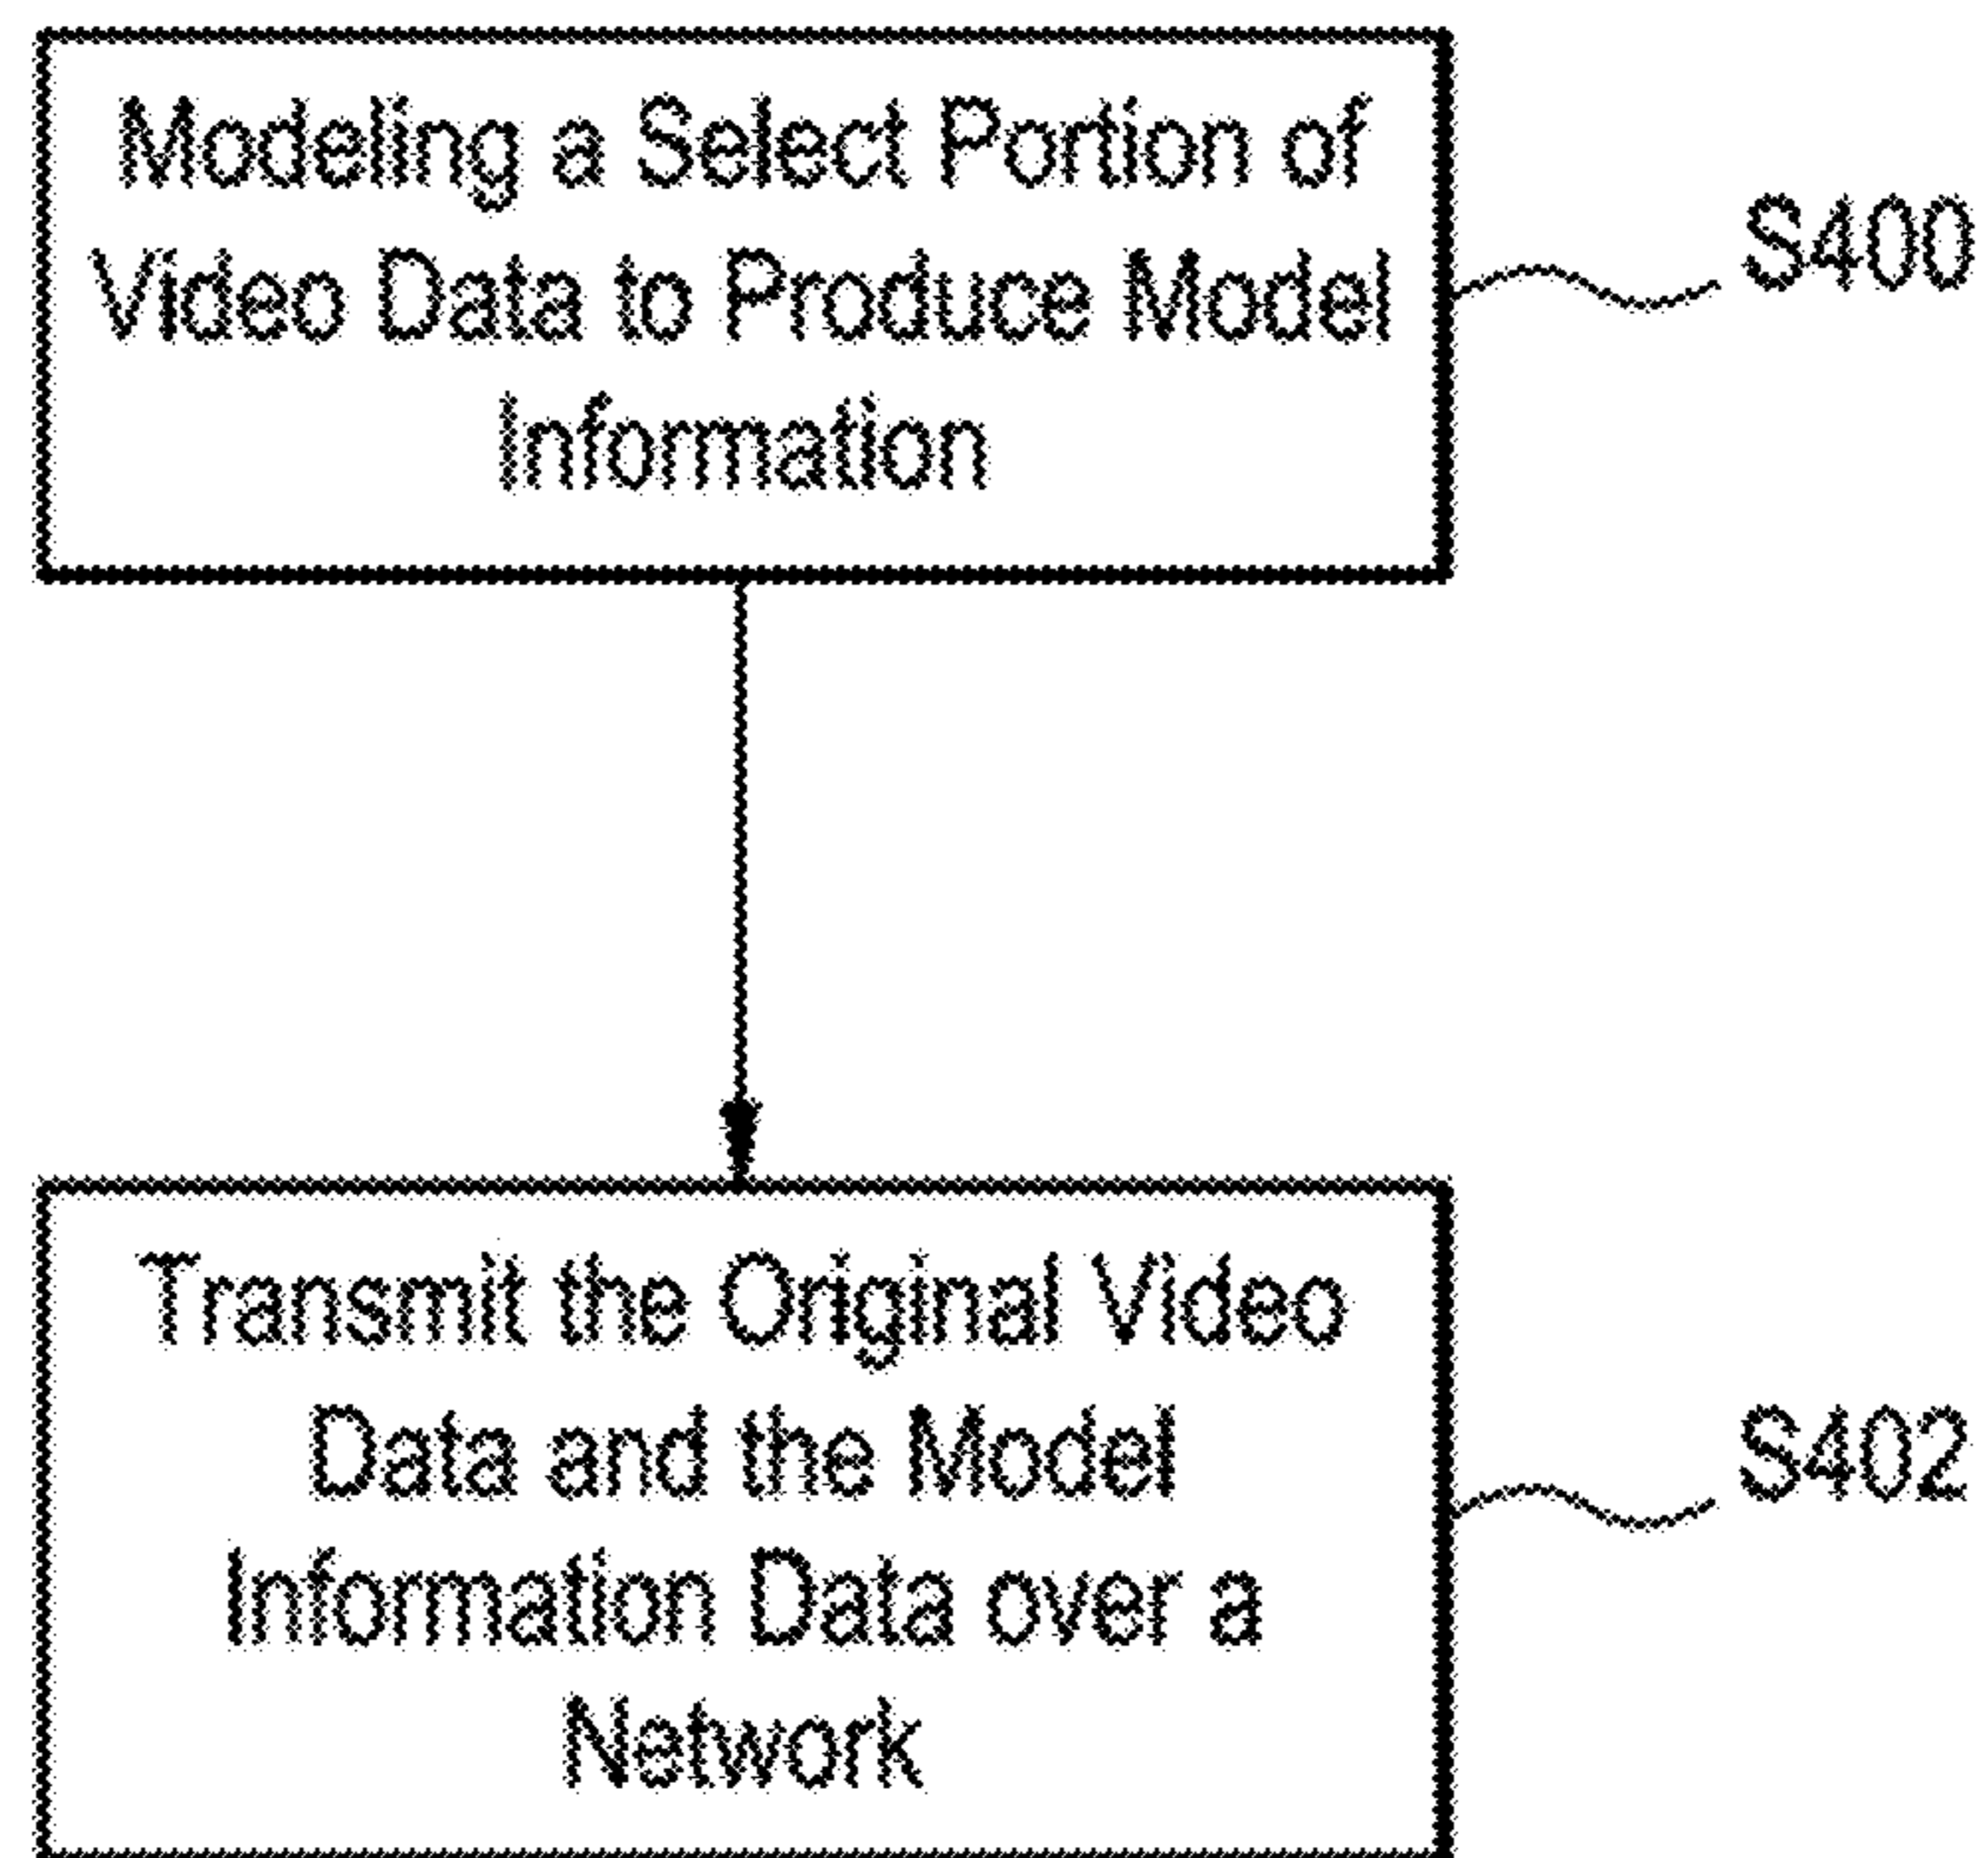 Modeling a Select Portion of
Video Data to Produce Model
Information
S400
Transmit the Original Video
Data and the Model
Information Data over a
Network
S402